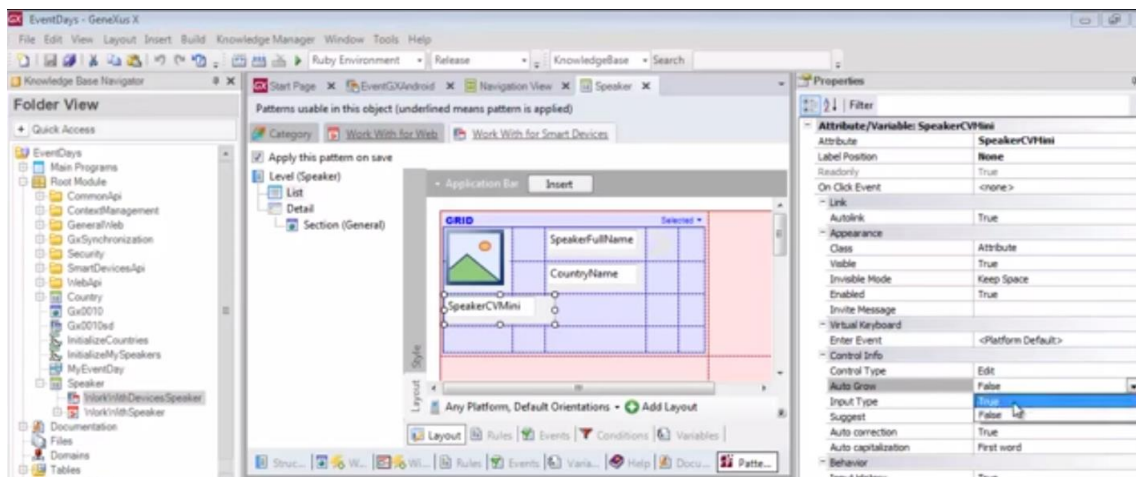 EventDays - GeneXus X
File Edit View Layout Insert Build Knowledge Manager Window Tools Help
Ruby Environment Release KnowledgeBase Search
Knowledge Base Navigator
Folder View
Quick Access
EventDays
Main Programs
Root Module
CommonApi
ContextManagement
GeneralWeb
GxSynchronization
Security
SmartDevicesApi
WebApi
Country
Gx0010
Gx0010sd
InitializeCountries
InitializeMySpeakers
MyEventDay
Speaker
WorkWithDevicesSpeaker
WorkWithSpeaker
Documentation
Files
Domains
Tables
Start Page EventGXAndroid Navigation View Speaker
Patterns usable in this object (underlined means pattern is applied)
Category Work With for Web Work With for Smart Devices
Apply this pattern on save
Level (Speaker)
List
Detail
Section (General)
Application Bar Insert
GRID Selected
SpeakerFullName
CountryName
SpeakerCVMini
Style
Layout
Any Platform, Default Orientations Add Layout
Layout Rules Events Conditions Variables
Struc... W... Wi... Rules Events Varia... Help Docu... Patte...
Properties
Filter
Attribute/Variable: SpeakerCVMini
Attribute SpeakerCVMini
Label Position None
Readonly True
On Click Event <none>
Link
Autolink True
Appearance
Class Attribute
Visible True
Invisible Mode Keep Space
Enabled True
Invite Message
Virtual Keyboard
Enter Event <Platform Default>
Control Info
Control Type Edit
Auto Grow False
Input Type True
Suggest False
Auto correction True
Auto capitalization First word
Behavior